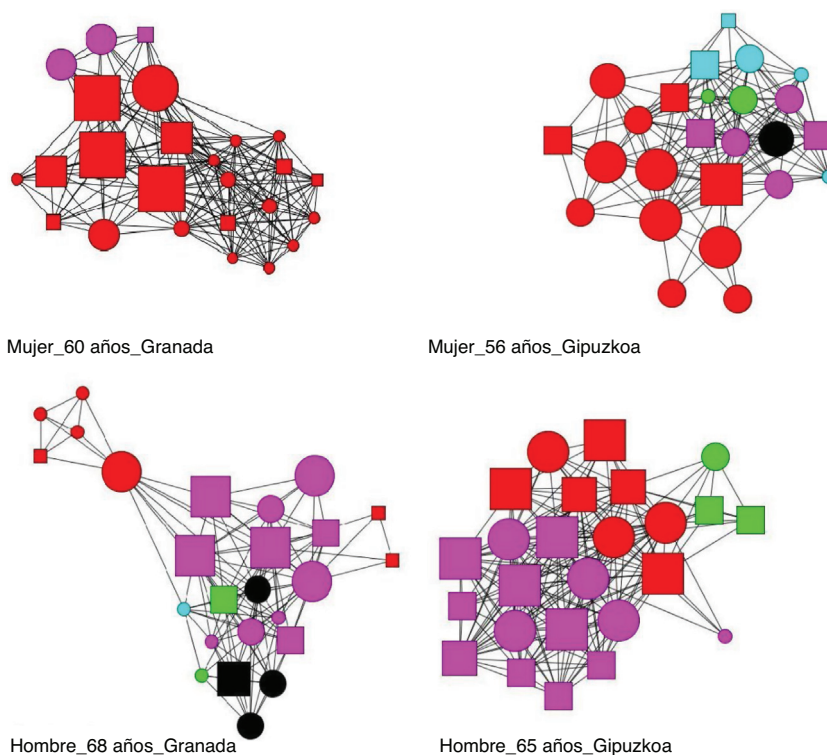 Mujer_60 años_Granada
Mujer_56 años_Gipuzkoa
Hombre_68 años_Granada
Hombre_65 años_Gipuzkoa